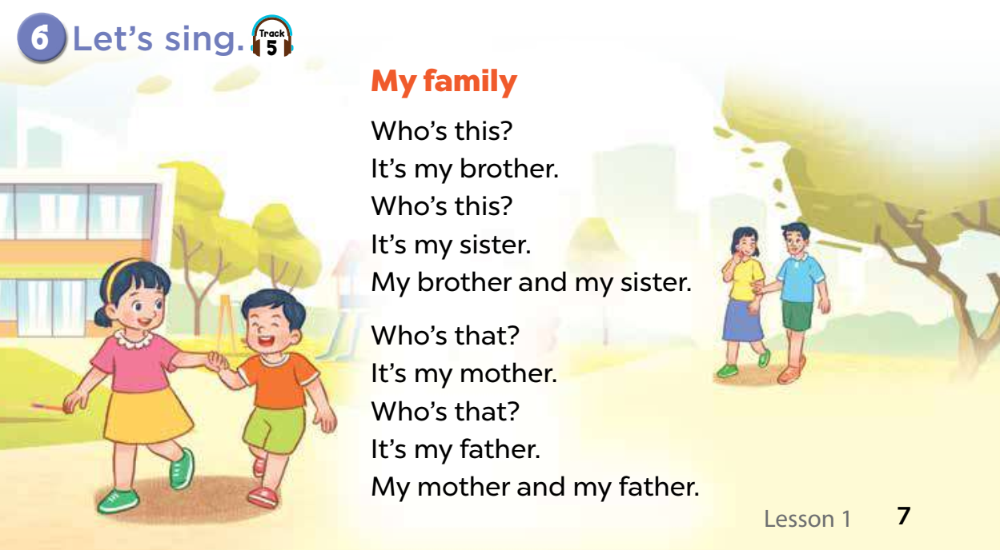 6 Let's sing. Track 5
My family
Who's this?
It's my brother.
Who's this?
It's my sister.
My brother and my sister.
Who's that?
It's my mother.
Who's that?
It's my father.
My mother and my father.
Lesson 1 7